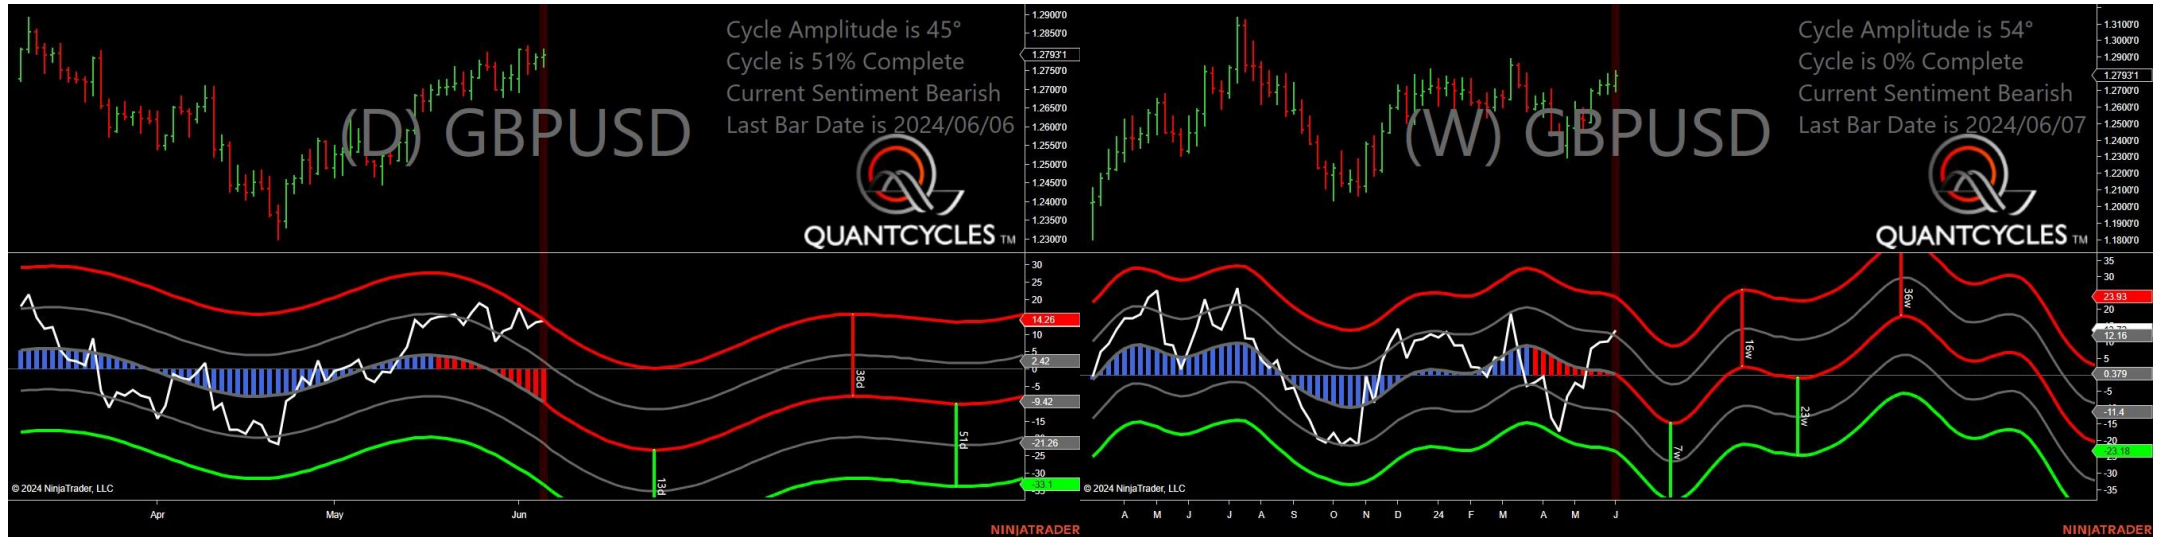 Cycle Amplitude is 45°
Cycle is 51% Complete
Current Sentiment Bearish
Last Bar Date is 2024/06/06
(D) GBPUSD
QUANTCYCLES TM
1.2900'0
1.2850'0
1.2793'1
1.2750'0
1.2700'0
1.2650'0
1.2600'0
1.2550'0
1.2500'0
1.2450'0
1.2400'0
1.2350'0
1.2300'0
30
25
20
14.26
10
5
2.42
0
-5
-9.42
-15
-21.26
-25
-30
-33.1
-35
13d
38d
51d
© 2024 NinjaTrader, LLC
Apr May Jun
NINJATRADER
Cycle Amplitude is 54°
Cycle is 0% Complete
Current Sentiment Bearish
Last Bar Date is 2024/06/07
(W) GBPUSD
QUANTCYCLES TM
1.3100'0
1.3000'0
1.2900'0
1.2793'1
1.2700'0
1.2600'0
1.2500'0
1.2400'0
1.2300'0
1.2200'0
1.2100'0
1.2000'0
1.1900'0
1.1800'0
35
30
23.93
20
12.16
10
5
0.379
-5
-11.4
-15
-20
-23.18
-30
-35
7w
16w
23w
36w
© 2024 NinjaTrader, LLC
A M J J A S O N D 24 F M A M J
NINJATRADER